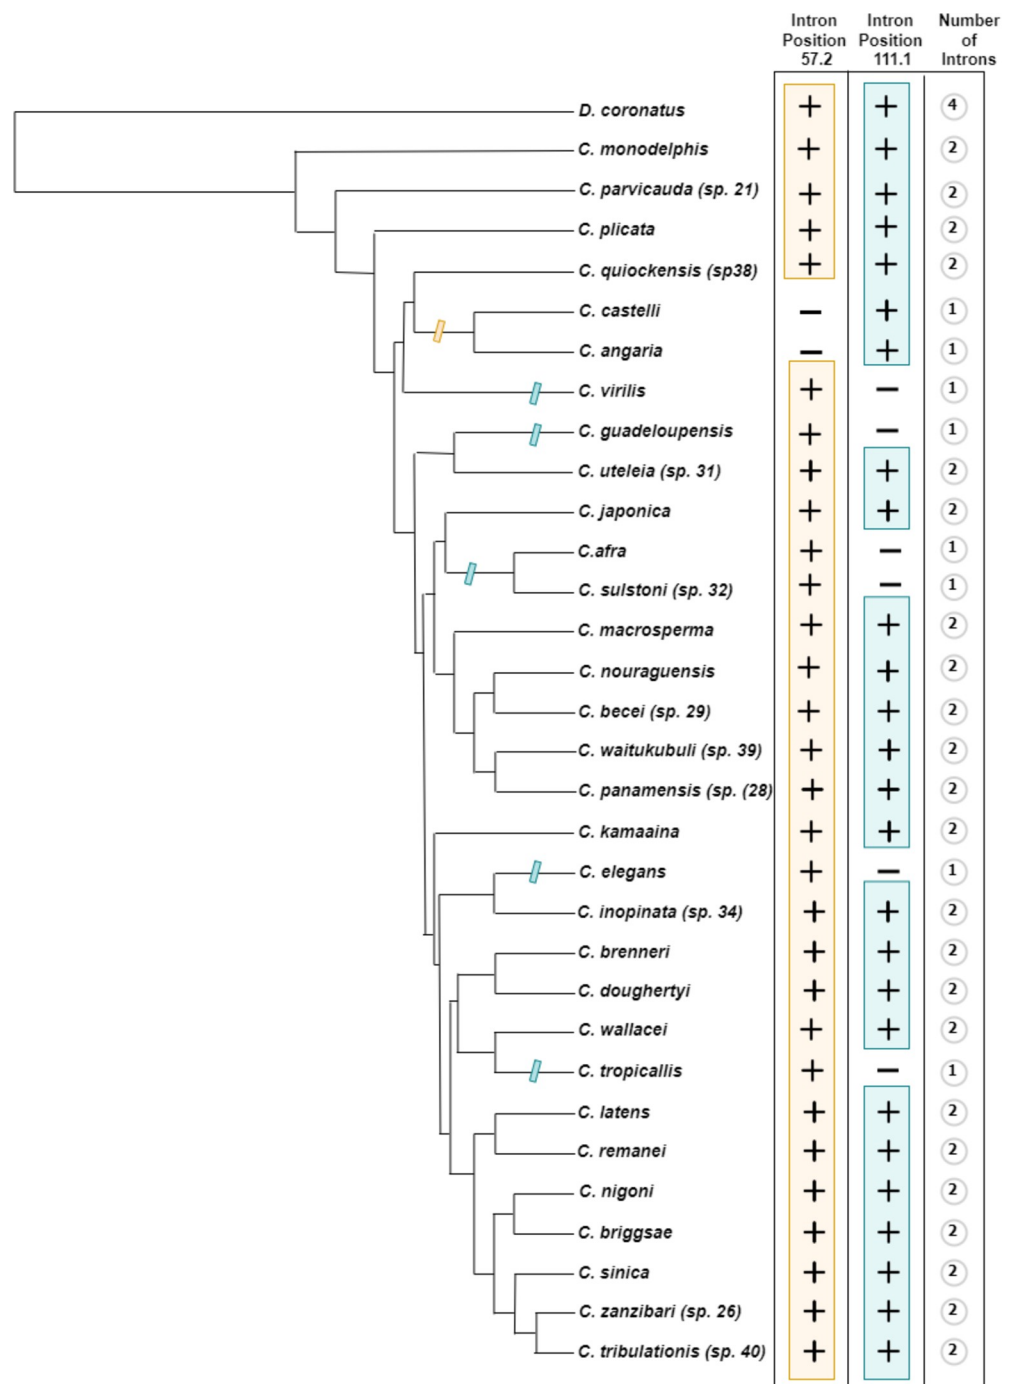 Intron Position 57.2
Intron Position 111.1
Number of Introns
D. coronatus + + 4
C. monodelphis + + 2
C. parvicauda (sp. 21) + + 2
C. plicata + + 2
C. quiockensis (sp38) + + 2
C. castelli − + 1
C. angaria − + 1
C. virilis + − 1
C. guadeloupensis + − 1
C. uteleia (sp. 31) + + 2
C. japonica + + 2
C.afra + − 1
C. sulstoni (sp. 32) + − 1
C. macrosperma + + 2
C. nouraguensis + + 2
C. becei (sp. 29) + + 2
C. waitukubuli (sp. 39) + + 2
C. panamensis (sp. (28) + + 2
C. kamaaina + + 2
C. elegans + − 1
C. inopinata (sp. 34) + + 2
C. brenneri + + 2
C. doughertyi + + 2
C. wallacei + + 2
C. tropicallis + − 1
C. latens + + 2
C. remanei + + 2
C. nigoni + + 2
C. briggsae + + 2
C. sinica + + 2
C. zanzibari (sp. 26) + + 2
C. tribulationis (sp. 40) + + 2